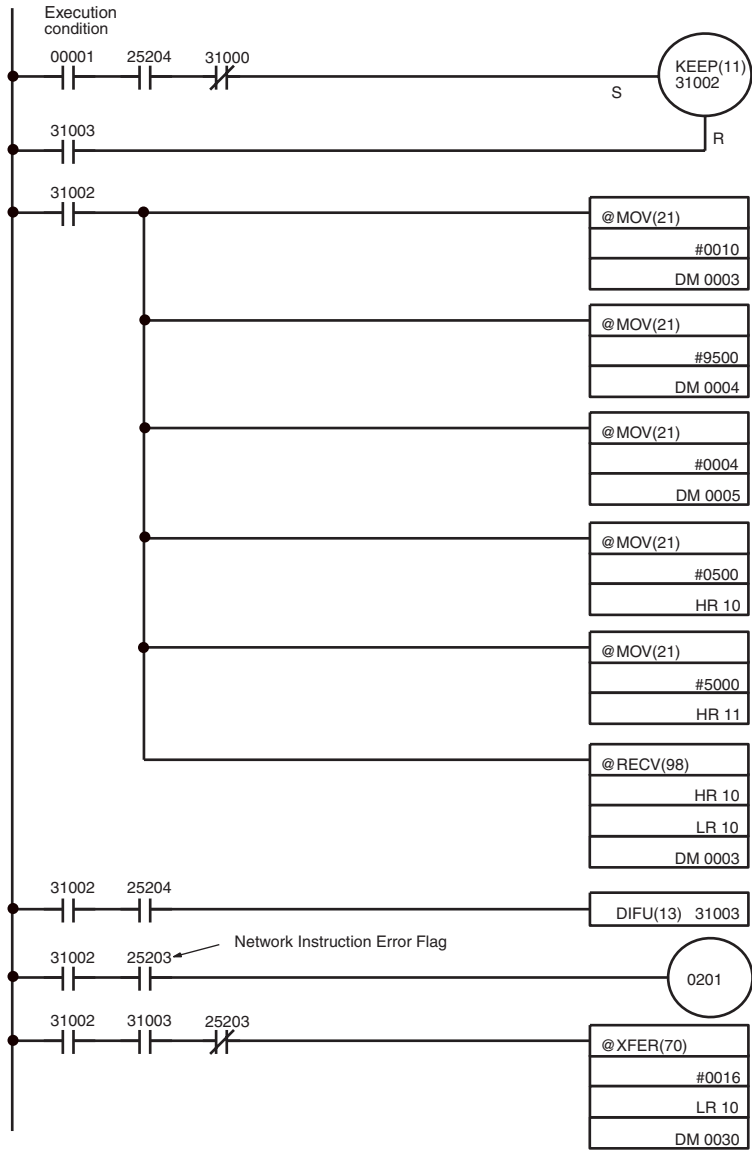 Execution
condition
00001 25204 31000
KEEP(11)
31002
S
31003
R
31002
@MOV(21)
#0010
DM 0003
@MOV(21)
#9500
DM 0004
@MOV(21)
#0004
DM 0005
@MOV(21)
#0500
HR 10
@MOV(21)
#5000
HR 11
@RECV(98)
HR 10
LR 10
DM 0003
31002 25204
DIFU(13) 31003
Network Instruction Error Flag
31002 25203
0201
31002 31003 25203
@XFER(70)
#0016
LR 10
DM 0030